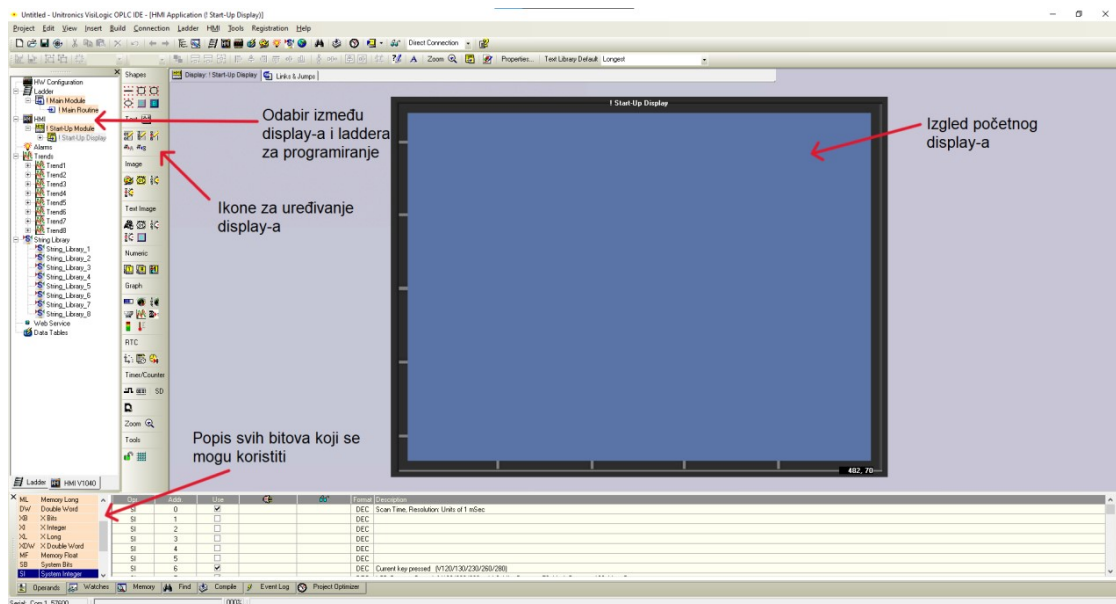 Untitled - Unitronics VisiLogic OPLC IDE - [HMI Application (! Start-Up Display)]
Project Edit View Insert Build Connection Ladder HMI Tools Registration Help
Direct Connection
Zoom Properties... Text Library Default Longest
HW Configuration
Ladder
! Main Module
! Main Routine
HMI
! Start-Up Module
! Start-Up Display
Alarms
Trends
Trend1
Trend2
Trend3
Trend4
Trend5
Trend6
Trend7
Trend8
String Library
String_Library_1
String_Library_2
String_Library_3
String_Library_4
String_Library_5
String_Library_6
String_Library_7
String_Library_8
Web Service
Data Tables
Ladder HMI V1040
Shapes
Text
Image
Text Image
Numeric
Graph
RTC
Timer/Counter
SD
Zoom
Tools
Display: ! Start-Up Display Links & Jumps
! Start-Up Display
482, 70
Odabir između
display-a i laddera
za programiranje
Ikone za uređivanje
display-a
Izgled početnog
display-a
Popis svih bitova koji se
mogu koristiti
ML Memory Long
DW Double Word
XB X Bits
XI X Integer
XL X Long
XDW X Double Word
MF Memory Float
SB System Bits
SI System Integer
Opr Addr Use Format Description
SI 0 DEC Scan Time, Resolution: Units of 1 mSec
SI 1 DEC
SI 2 DEC
SI 3 DEC
SI 4 DEC
SI 5 DEC
SI 6 DEC Current key pressed (V120/130/230/260/280)
Operands Watches Memory Find Compile Event Log Project Optimizer
Serial: Com 1, 57600